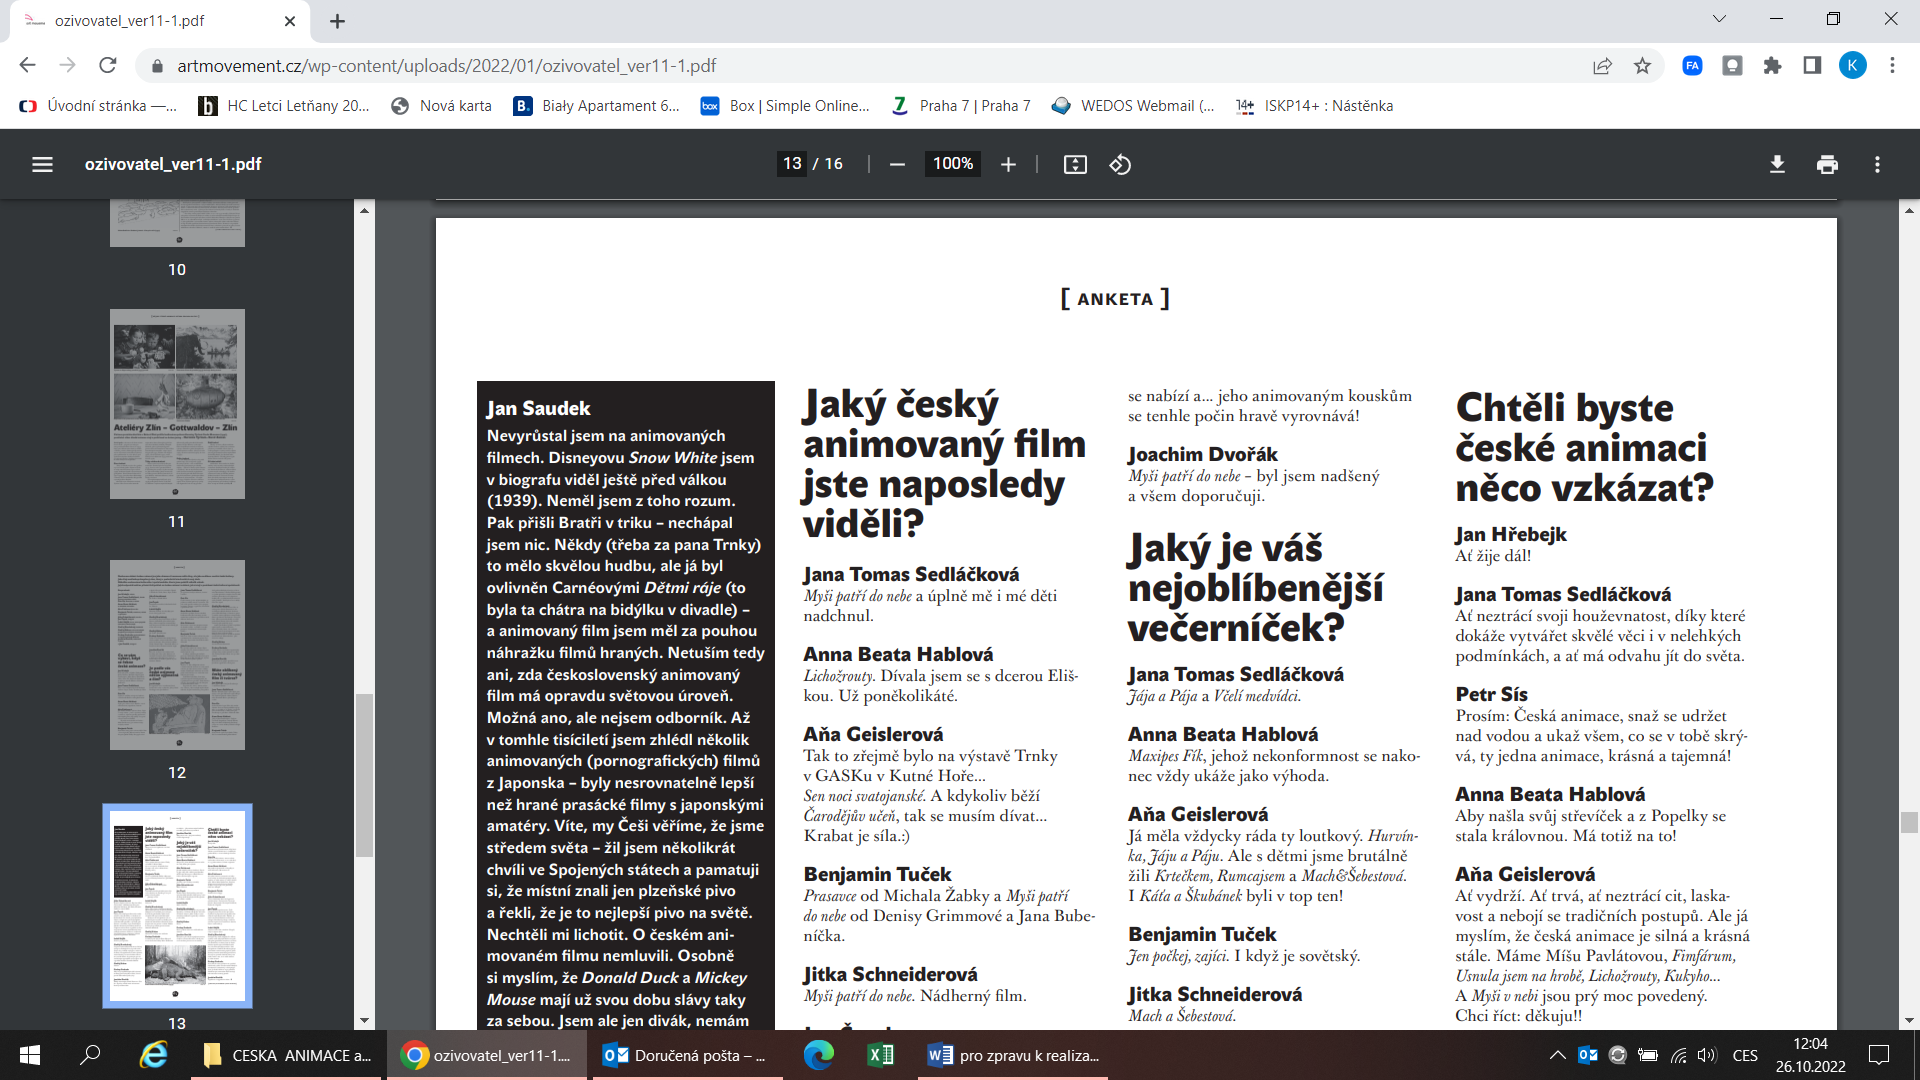 ozivovatel_ver11-1.pdf
artmovement.cz/wp-content/uploads/2022/01/ozivovatel_ver11-1.pdf
FA
K
Úvodní stránka —...
HC Letci Letňany 20...
Nová karta
Biały Apartament 6...
Box | Simple Online...
Praha 7 | Praha 7
WEDOS Webmail (...
14+
ISKP14+ : Nástěnka
ozivovatel_ver11-1.pdf
13 / 16
100%
10
Ateliéry Zlín – Gottwaldov – Zlín
11
12
13
[ ANKETA ]
Jan Saudek
Nevyrůstal jsem na animovaných
filmech. Disneyovu Snow White jsem
v biografu viděl ještě před válkou
(1939). Neměl jsem z toho rozum.
Pak přišli Bratři v triku – nechápal
jsem nic. Někdy (třeba za pana Trnky)
to mělo skvělou hudbu, ale já byl
ovlivněn Carnéovými Dětmi ráje (to
byla ta chátra na bidýlku v divadle) –
a animovaný film jsem měl za pouhou
náhražku filmů hraných. Netuším tedy
ani, zda československý animovaný
film má opravdu světovou úroveň.
Možná ano, ale nejsem odborník. Až
v tomhle tisíciletí jsem zhlédl několik
animovaných (pornografických) filmů
z Japonska – byly nesrovnatelně lepší
než hrané prasácké filmy s japonskými
amatéry. Víte, my Češi věříme, že jsme
středem světa – žil jsem několikrát
chvíli ve Spojených státech a pamatuji
si, že místní znali jen plzeňské pivo
a řekli, že je to nejlepší pivo na světě.
Nechtěli mi lichotit. O českém ani-
movaném filmu nemluvili. Osobně
si myslím, že Donald Duck a Mickey
Mouse mají už svou dobu slávy taky
za sebou. Jsem ale jen divák, nemám
Jaký český
animovaný film
jste naposledy
viděli?
Jana Tomas Sedláčková
Myši patří do nebe a úplně mě i mé děti
nadchnul.
Anna Beata Hablová
Lichožrouty. Dívala jsem se s dcerou Eliš-
kou. Už poněkolikáté.
Aňa Geislerová
Tak to zřejmě bylo na výstavě Trnky
v GASKu v Kutné Hoře...
Sen noci svatojanské. A kdykoliv běží
Čarodějův učeň, tak se musím dívat...
Krabat je síla.:)
Benjamin Tuček
Prasavce od Michala Žabky a Myši patří
do nebe od Denisy Grimmové a Jana Bube-
níčka.
Jitka Schneiderová
Myši patří do nebe. Nádherný film.
se nabízí a... jeho animovaným kouskům
se tenhle počin hravě vyrovnává!
Joachim Dvořák
Myši patří do nebe – byl jsem nadšený
a všem doporučuji.
Jaký je váš
nejoblíbenější
večerníček?
Jana Tomas Sedláčková
Jája a Pája a Včelí medvídci.
Anna Beata Hablová
Maxipes Fík, jehož nekonformnost se nako-
nec vždy ukáže jako výhoda.
Aňa Geislerová
Já měla vždycky ráda ty loutkový. Hurvín-
ka, Jáju a Páju. Ale s dětmi jsme brutálně
žili Krtečkem, Rumcajsem a Mach&Šebestová.
I Káťa a Škubánek byli v top ten!
Benjamin Tuček
Jen počkej, zajíci. I když je sovětský.
Jitka Schneiderová
Mach a Šebestová.
Chtěli byste
české animaci
něco vzkázat?
Jan Hřebejk
Ať žije dál!
Jana Tomas Sedláčková
Ať neztrácí svoji houževnatost, díky které
dokáže vytvářet skvělé věci i v nelehkých
podmínkách, a ať má odvahu jít do světa.
Petr Sís
Prosím: Česká animace, snaž se udržet
nad vodou a ukaž všem, co se v tobě skrý-
vá, ty jedna animace, krásná a tajemná!
Anna Beata Hablová
Aby našla svůj střevíček a z Popelky se
stala královnou. Má totiž na to!
Aňa Geislerová
Ať vydrží. Ať trvá, ať neztrácí cit, laska-
vost a nebojí se tradičních postupů. Ale já
myslím, že česká animace je silná a krásná
stále. Máme Míšu Pavlátovou, Fimfárum,
Usnula jsem na hrobě, Lichožrouty, Kukyho...
A Myši v nebi jsou prý moc povedený.
Chci říct: děkuju!!
CESKA ANIMACE a...
ozivovatel_ver11-1....
Doručená pošta – ...
pro zpravu k realiza...
CES
12:04
26.10.2022